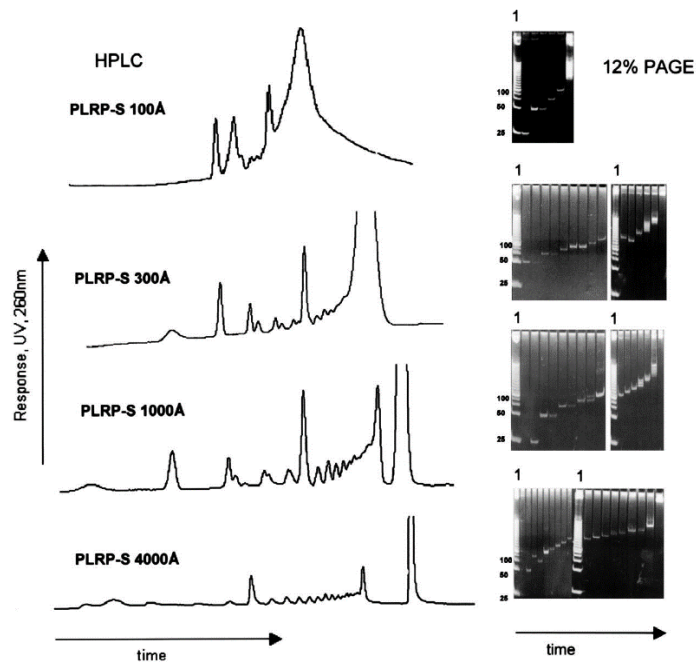 HPLC
PLRP-S 100Å
PLRP-S 300Å
PLRP-S 1000Å
PLRP-S 4000Å
Response, UV, 260nm
time
1
12% PAGE
100
50
25
1
1
100
50
25
1
1
100
50
25
1
1
100
50
25
time